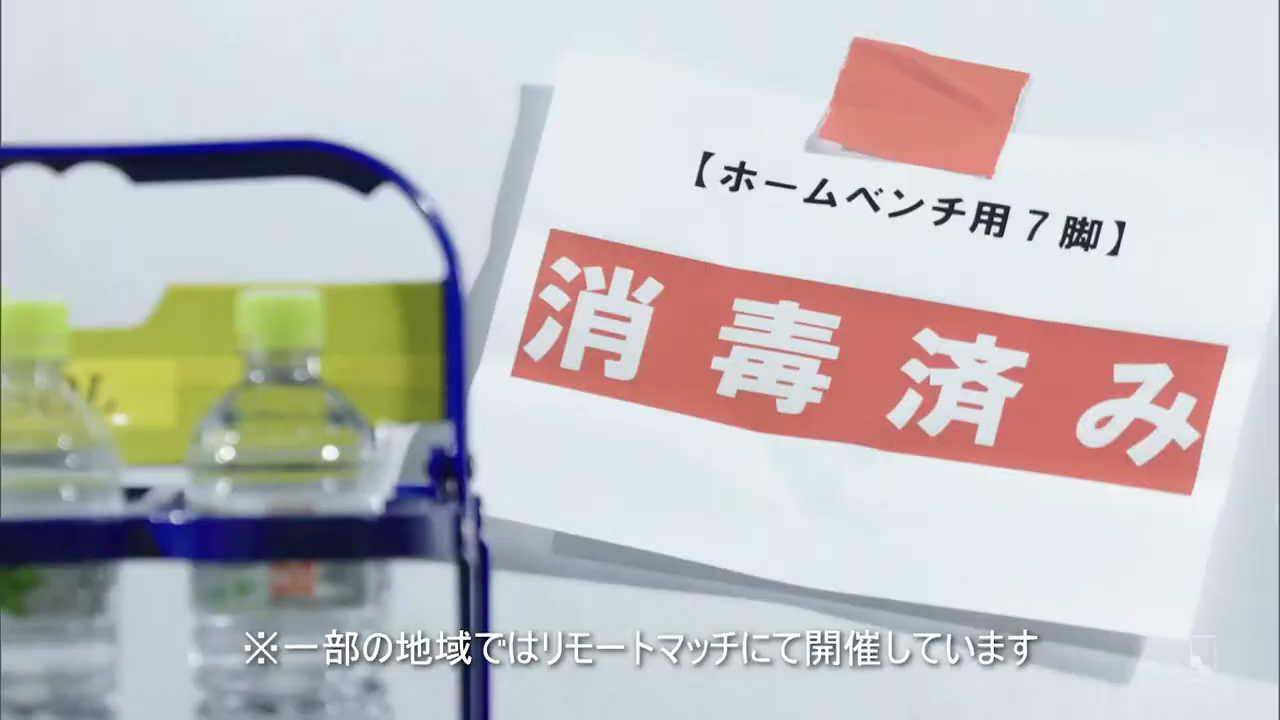 【ホームベンチ用7脚】
消毒済み
※一部の地域ではリモートマッチにて開催しています